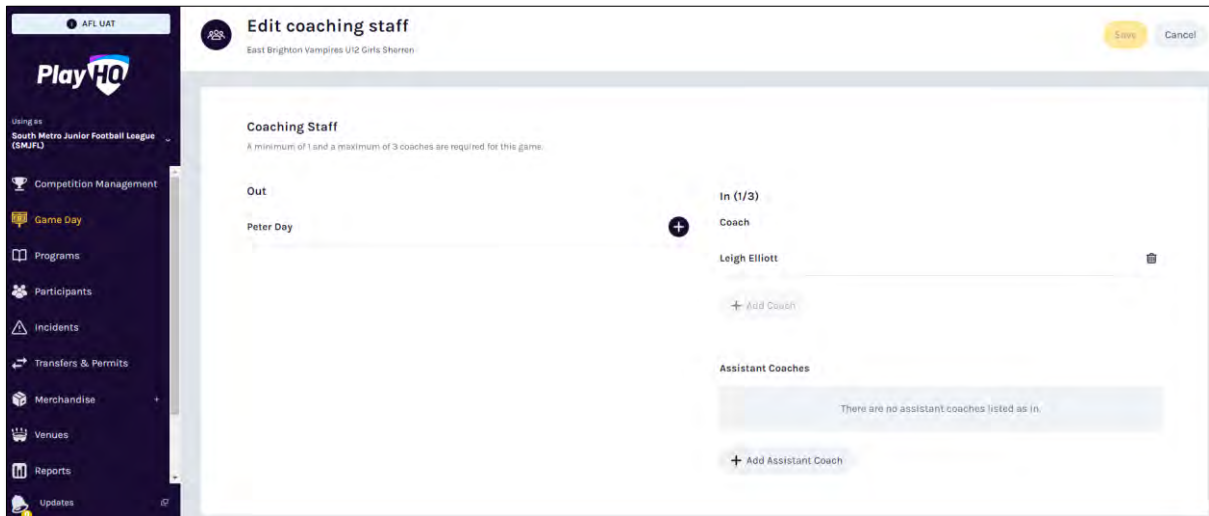 AFL UAT
PlayHQ
Using as
South Metro Junior Football League
(SMJFL)
Competition Management
Game Day
Programs
Participants
Incidents
Transfers & Permits
Merchandise +
Venues
Reports
Updates
Edit coaching staff
East Brighton Vampires U12 Girls Sherren
Save
Cancel
Coaching Staff
A minimum of 1 and a maximum of 3 coaches are required for this game.
Out
Peter Day
In (1/3)
Coach
Leigh Elliott
+ Add Coach
Assistant Coaches
There are no assistant coaches listed as in.
+ Add Assistant Coach